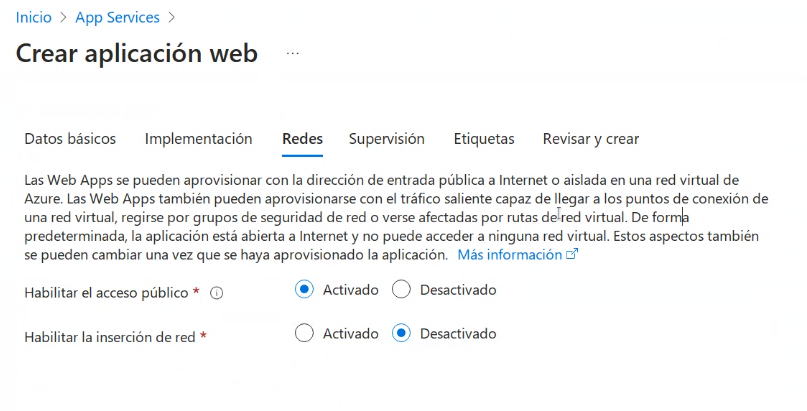 Inicio > App Services >
Crear aplicación web ...
Datos básicos Implementación Redes Supervisión Etiquetas Revisar y crear
Las Web Apps se pueden aprovisionar con la dirección de entrada pública a Internet o aislada en una red virtual de
Azure. Las Web Apps también pueden aprovisionarse con el tráfico saliente capaz de llegar a los puntos de conexión de
una red virtual, regirse por grupos de seguridad de red o verse afectadas por rutas de red virtual. De forma
predeterminada, la aplicación está abierta a Internet y no puede acceder a ninguna red virtual. Estos aspectos también
se pueden cambiar una vez que se haya aprovisionado la aplicación. Más información
Habilitar el acceso público * Activado Desactivado
Habilitar la inserción de red * Activado Desactivado